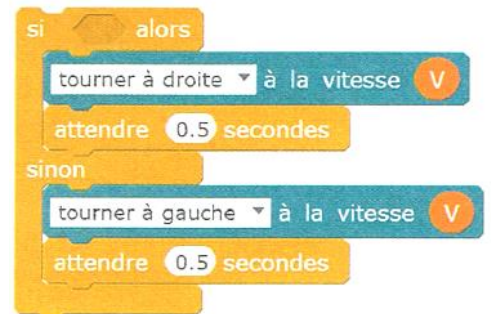 si alors
tourner à droite à la vitesse V
attendre 0.5 secondes
sinon
tourner à gauche à la vitesse V
attendre 0.5 secondes